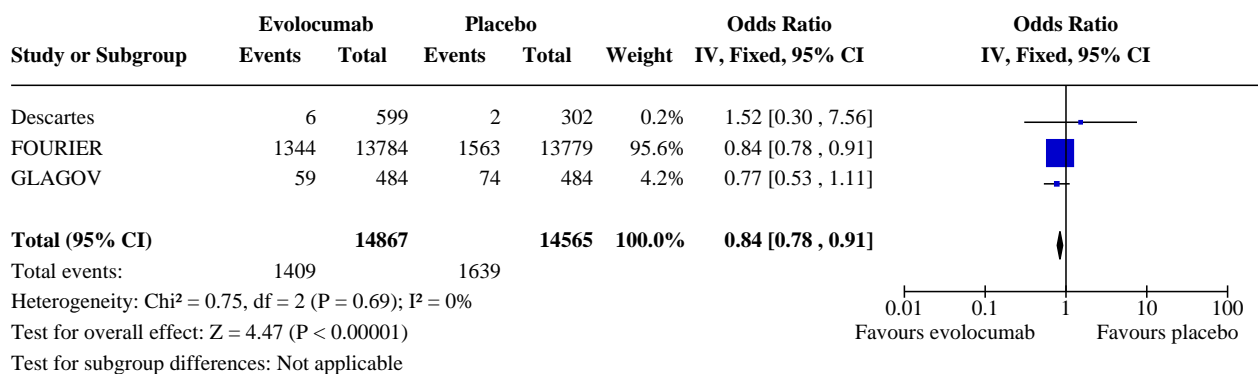 Evolocumab Placebo Odds Ratio Odds Ratio
Study or Subgroup Events Total Events Total Weight IV, Fixed, 95% CI IV, Fixed, 95% CI
Descartes 6 599 2 302 0.2% 1.52 [0.30 , 7.56]
FOURIER 1344 13784 1563 13779 95.6% 0.84 [0.78 , 0.91]
GLAGOV 59 484 74 484 4.2% 0.77 [0.53 , 1.11]
Total (95% CI) 14867 14565 100.0% 0.84 [0.78 , 0.91]
Total events: 1409 1639
Heterogeneity: Chi² = 0.75, df = 2 (P = 0.69); I² = 0%
Test for overall effect: Z = 4.47 (P < 0.00001)
Test for subgroup differences: Not applicable
0.01 0.1 1 10 100
Favours evolocumab Favours placebo